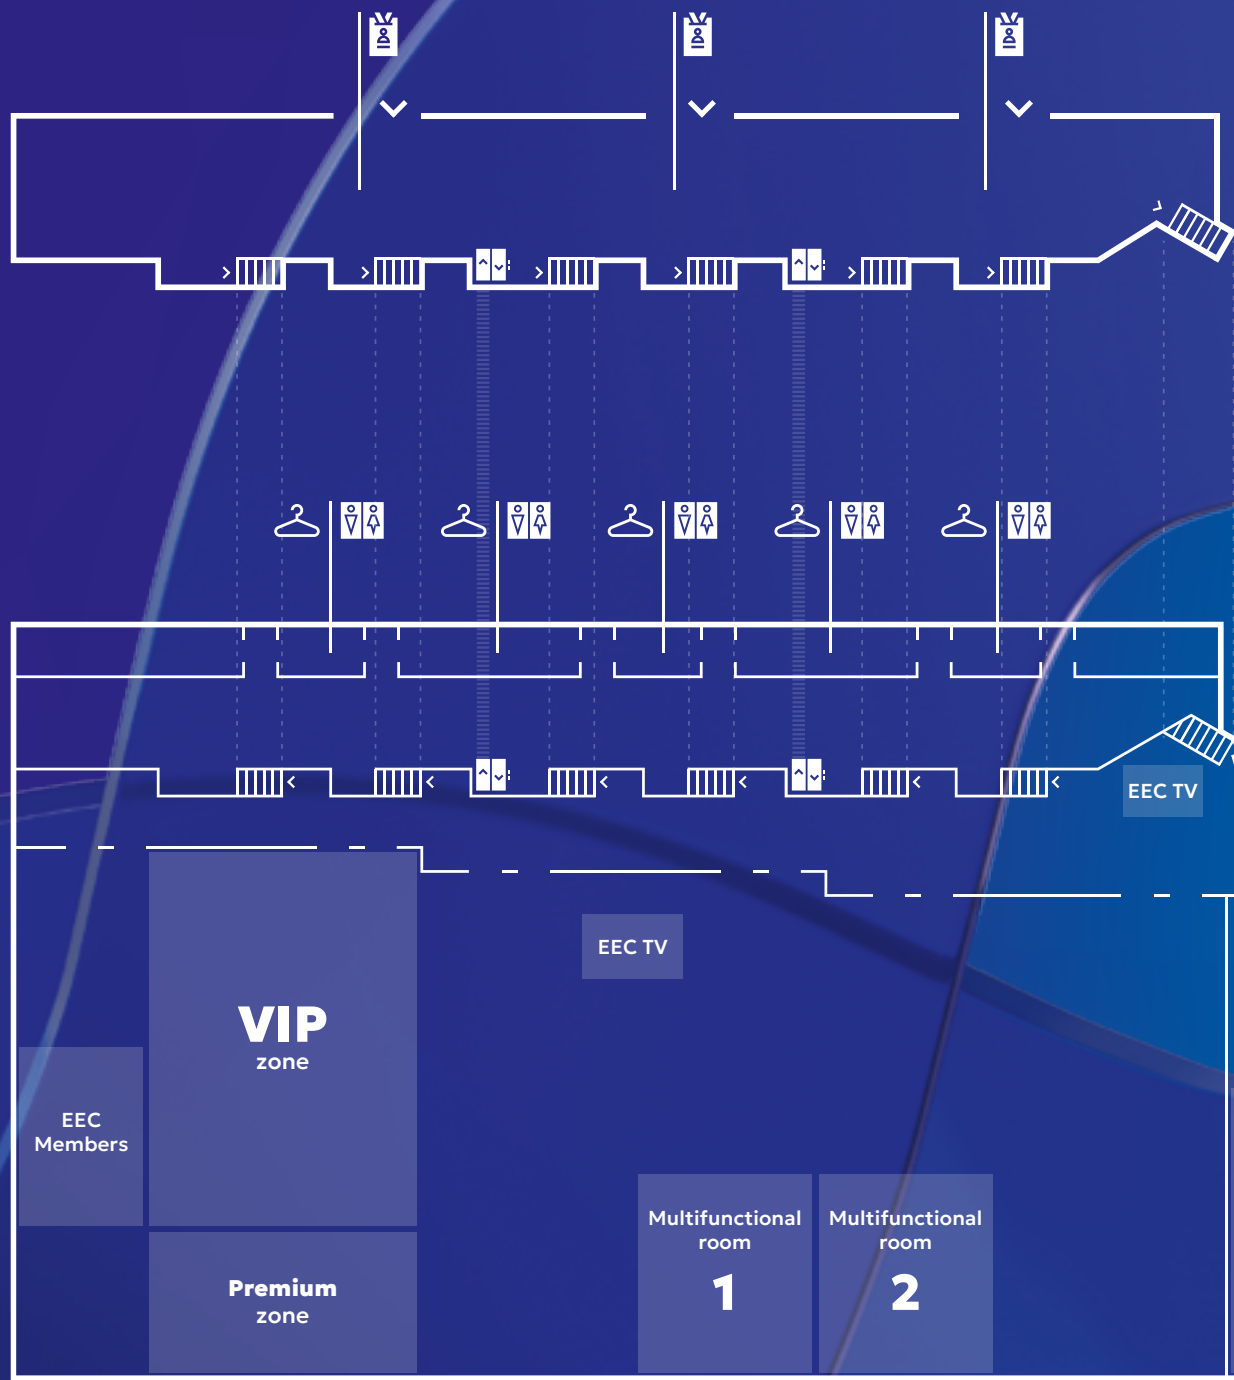 EEC TV
EEC TV
VIP
zone
EEC
Members
Premium
zone
Multifunctional
room
1
Multifunctional
room
2